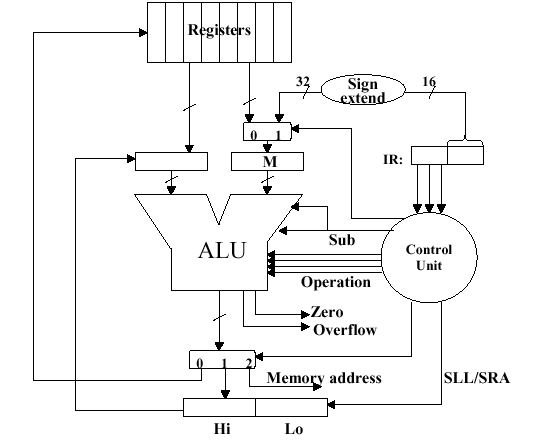 Registers
32
Sign
extend
16
0 1
M
IR:
ALU
Sub
Control
Unit
Operation
Zero
Overflow
0 1 2
Memory address
SLL/SRA
Hi
Lo